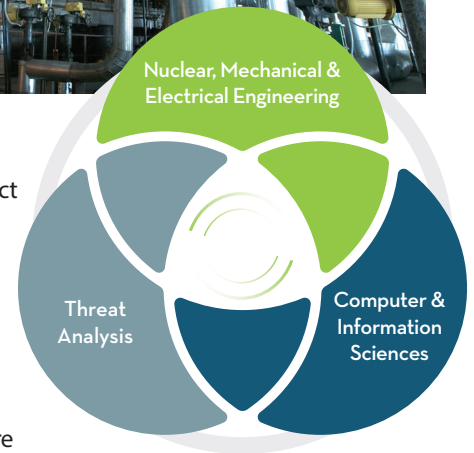 Nuclear, Mechanical &
Electrical Engineering
Threat
Analysis
Computer &
Information
Sciences